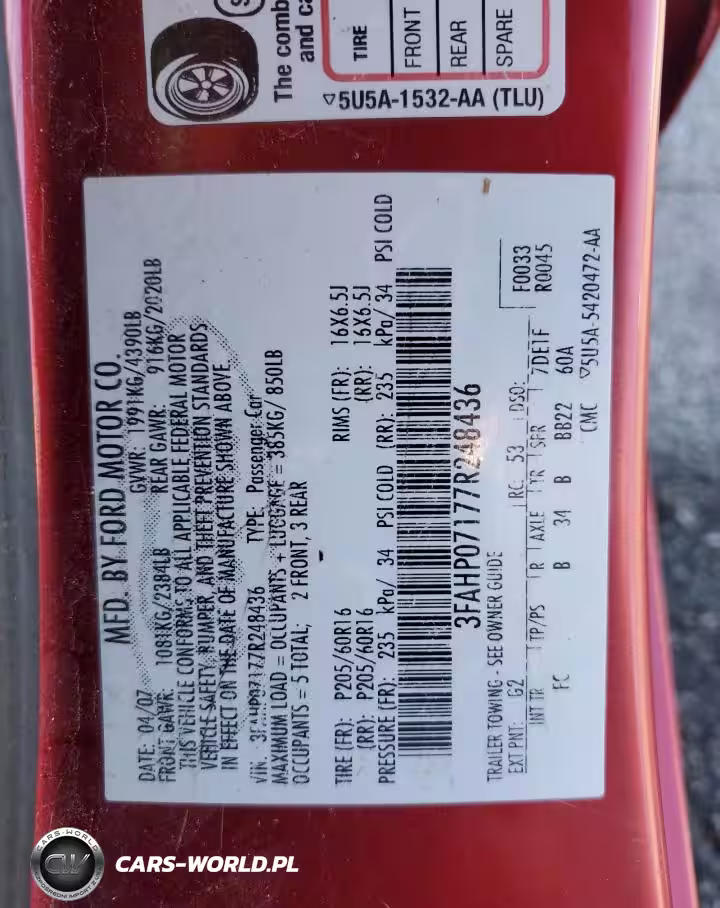 The comb
and ca
TIRE
FRONT
REAR
SPARE
▽5U5A-1532-AA (TLU)
MFD. BY FORD MOTOR CO.
DATE: 04/07 GVWR: 1991KG/4390LB
FRONT GAWR: 1081KG/2384LB REAR GAWR: 916KG/2020LB
THIS VEHICLE CONFORMS TO ALL APPLICABLE FEDERAL MOTOR
VEHICLE SAFETY, BUMPER, AND THEFT PREVENTION STANDARDS
IN EFFECT ON THE DATE OF MANUFACTURE SHOWN ABOVE.
VIN: 3FAHP07177R248436 TYPE: Passenger Car
MAXIMUM LOAD = OCCUPANTS + LUGGAGE = 385KG/ 850LB
OCCUPANTS = 5 TOTAL; 2 FRONT, 3 REAR
TIRE (FR): P205/60R16 RIMS (FR): 16X6.5J
(RR): P205/60R16 (RR): 16X6.5J
PRESSURE (FR): 235 kPa/ 34 PSI COLD (RR): 235 kPa/ 34 PSI COLD
3FAHP07177R248436
TRAILER TOWING - SEE OWNER GUIDE
EXT PNT: G2 RC: 53 DSO: F0033
R0045
INT TR TP/PS R AXLE TR SPR 7DE1F
FC B 34 B BB22 60A
CMC ▽5U5A-5420472-AA
CARS-WORLD
CW
CARS-WORLD.PL